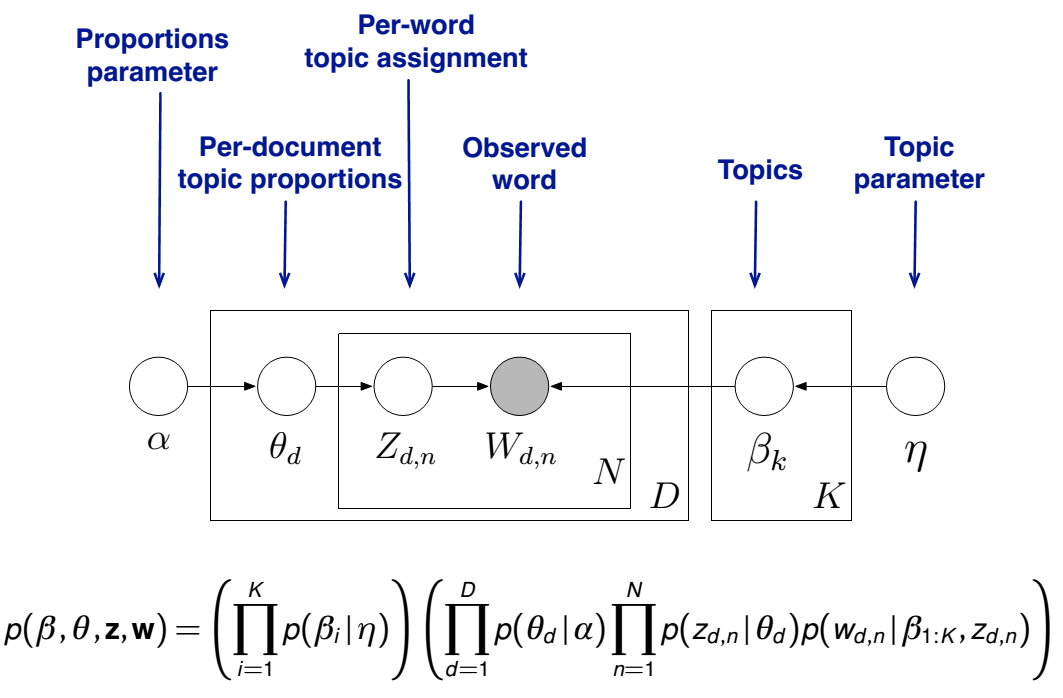 Proportions
parameter
Per-word
topic assignment
Per-document
topic proportions
Observed
word
Topics
Topic
parameter
α
θ_d
Z_{d,n}
W_{d,n}
N
D
β_k
K
η
p(β, θ, z, w) = ( ∏_{i=1}^{K} p(β_i | η) ) ( ∏_{d=1}^{D} p(θ_d | α) ∏_{n=1}^{N} p(z_{d,n} | θ_d) p(w_{d,n} | β_{1:K}, z_{d,n}) )